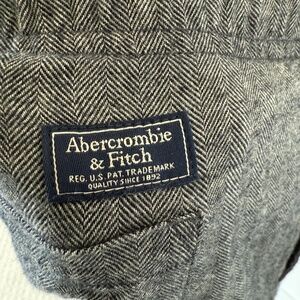 Abercrombie
& Fitch
REG. U.S. PAT. TRADEMARK
QUALITY SINCE 1892